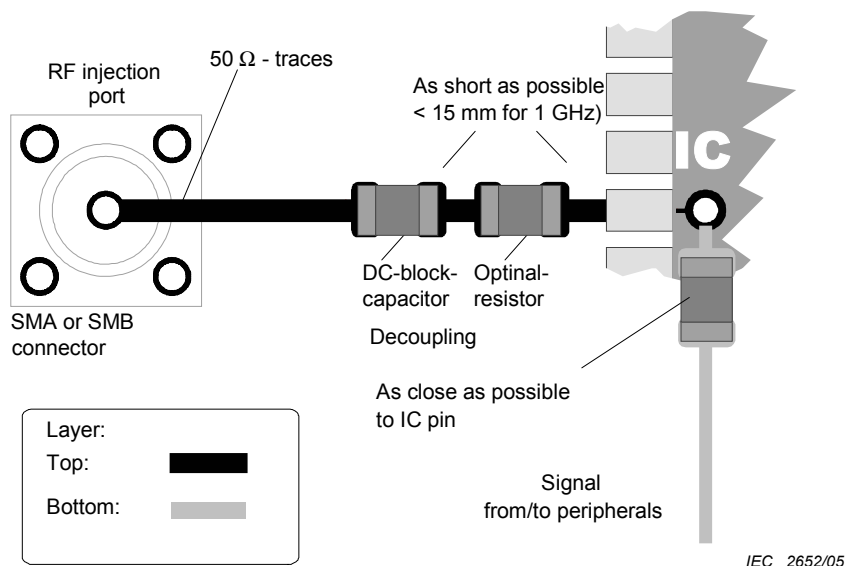 50 Ω - traces
RF injection
port
As short as possible
< 15 mm for 1 GHz)
IC
DC-block-
capacitor
Optinal-
resistor
SMA or SMB
connector
Decoupling
As close as possible
to IC pin
Layer:
Top:
Bottom:
Signal
from/to peripherals
IEC 2652/05